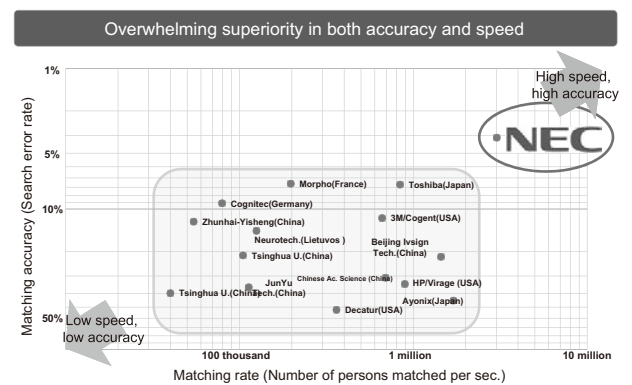 Overwhelming superiority in both accuracy and speed
1%
High speed,
high accuracy
NEC
5%
Morpho(France)
Toshiba(Japan)
Cognitec(Germany)
10%
3M/Cogent(USA)
Zhunhai-Yisheng(China)
Neurotech.(Lietuvos )
Beijing Ivsign
Tech.(China)
Tsinghua U.(China)
Chinese Ac. Science (China)
JunYu
Tech.(China)
HP/Virage (USA)
Tsinghua U.(China)
Ayonix(Japan)
Decatur(USA)
50%
Low speed,
low accuracy
100 thousand
1 million
10 million
Matching rate (Number of persons matched per sec.)
Matching accuracy (Search error rate)